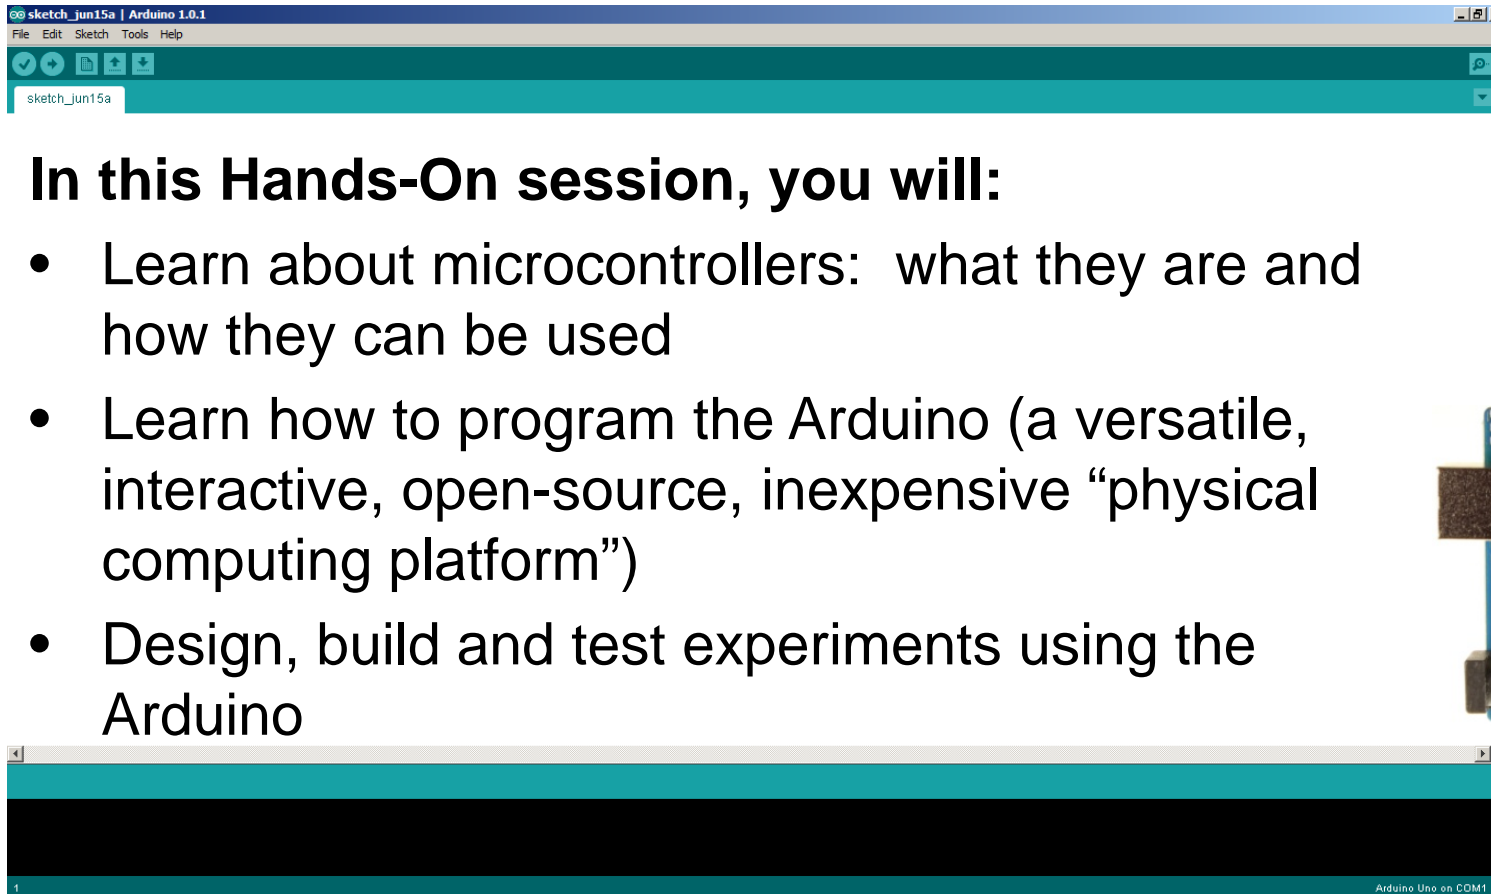 sketch_jun15a | Arduino 1.0.1
File Edit Sketch Tools Help
sketch_jun15a
In this Hands-On session, you will:
• Learn about microcontrollers:  what they are and
how they can be used
• Learn how to program the Arduino (a versatile,
interactive, open-source, inexpensive “physical
computing platform”)
• Design, build and test experiments using the
Arduino
1
Arduino Uno on COM1